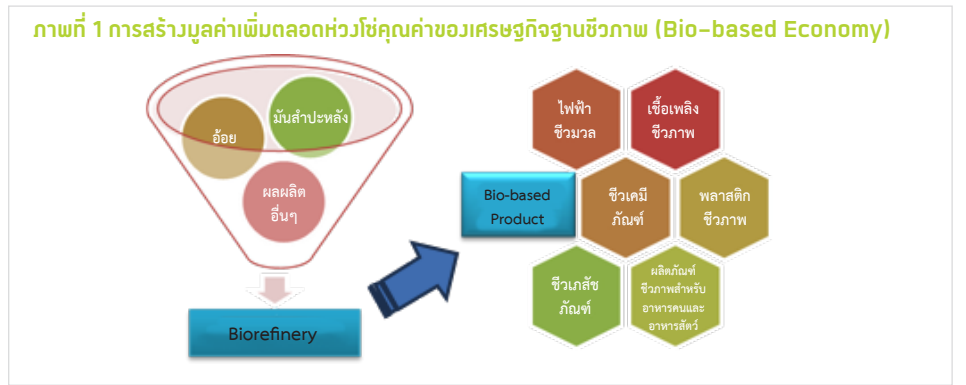 ภาพที่ 1 การสร้างมูลค่าเพิ่มตลอดห่วงโซ่คุณค่าของเศรษฐกิจฐานชีวภาพ (Bio-based Economy)
อ้อย
มันสำปะหลัง
ผลผลิต
อื่นๆ
Biorefinery
Bio-based
Product
ไฟฟ้า
ชีวมวล
เชื้อเพลิง
ชีวภาพ
ชีวเคมี
ภัณฑ์
พลาสติก
ชีวภาพ
ชีวเภสัช
ภัณฑ์
ผลิตภัณฑ์
ชีวภาพสำหรับ
อาหารคนและ
อาหารสัตว์